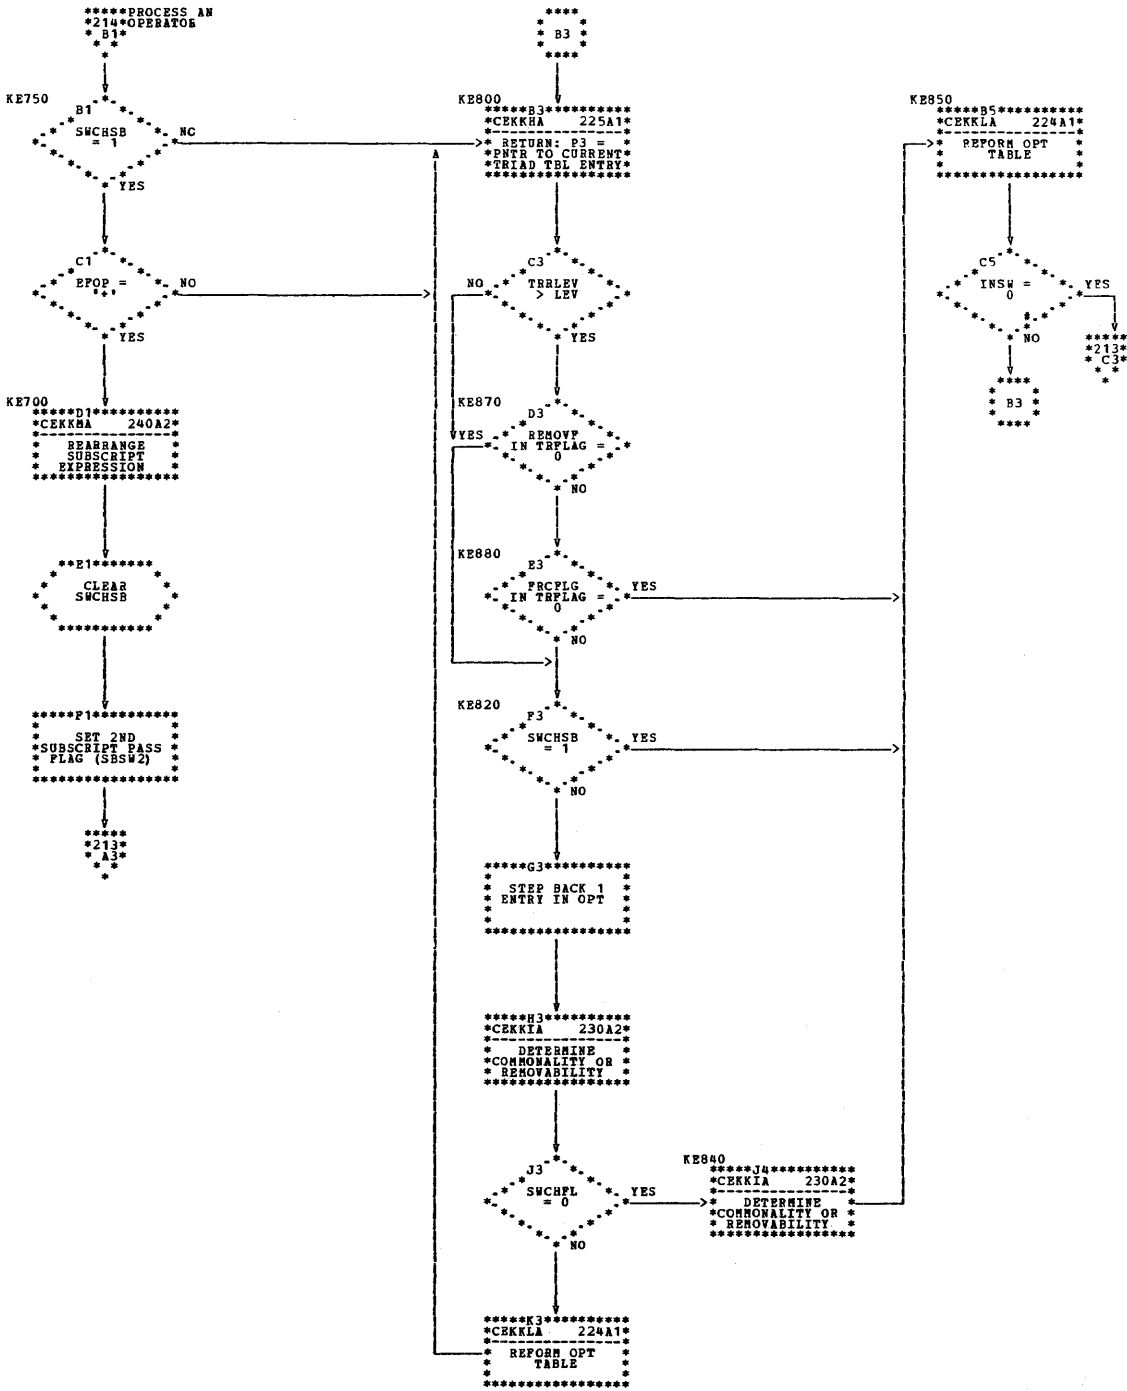 PROCESS AN
214 OPERATOR
B1
KE750
B1
SWCHSB
= 1
NO
YES
C1
EFOP =
'+'
NO
YES
KE700
D1
CEKKMA 240A2
REARRANGE
SUBSCRIPT
EXPRESSION
E1
CLEAR
SWCHSB
F1
SET 2ND
SUBSCRIPT PASS
FLAG (SBSW2)
213
A3
B3
KE800
B3
CEKKHA 225A1
RETURN: P3 =
PNTR TO CURRENT
TRIAD TBL ENTRY
C3
TRRLEV
> LEV
NO
YES
KE870
D3
REMOVF
IN TRFLAG =
0
YES
NO
KE880
E3
FRCFLG
IN TRFLAG =
0
YES
NO
KE820
F3
SWCHSB
= 1
YES
NO
G3
STEP BACK 1
ENTRY IN OPT
H3
CEKKIA 230A2
DETERMINE
COMMONALITY OR
REMOVABILITY
J3
SWCHFL
= 0
YES
NO
KE840
J4
CEKKIA 230A2
DETERMINE
COMMONALITY OR
REMOVABILITY
K3
CEKKLA 224A1
REFORM OPT
TABLE
KE850
B5
CEKKLA 224A1
REFORM OPT
TABLE
C5
INSW =
0
YES
NO
213
C3
B3